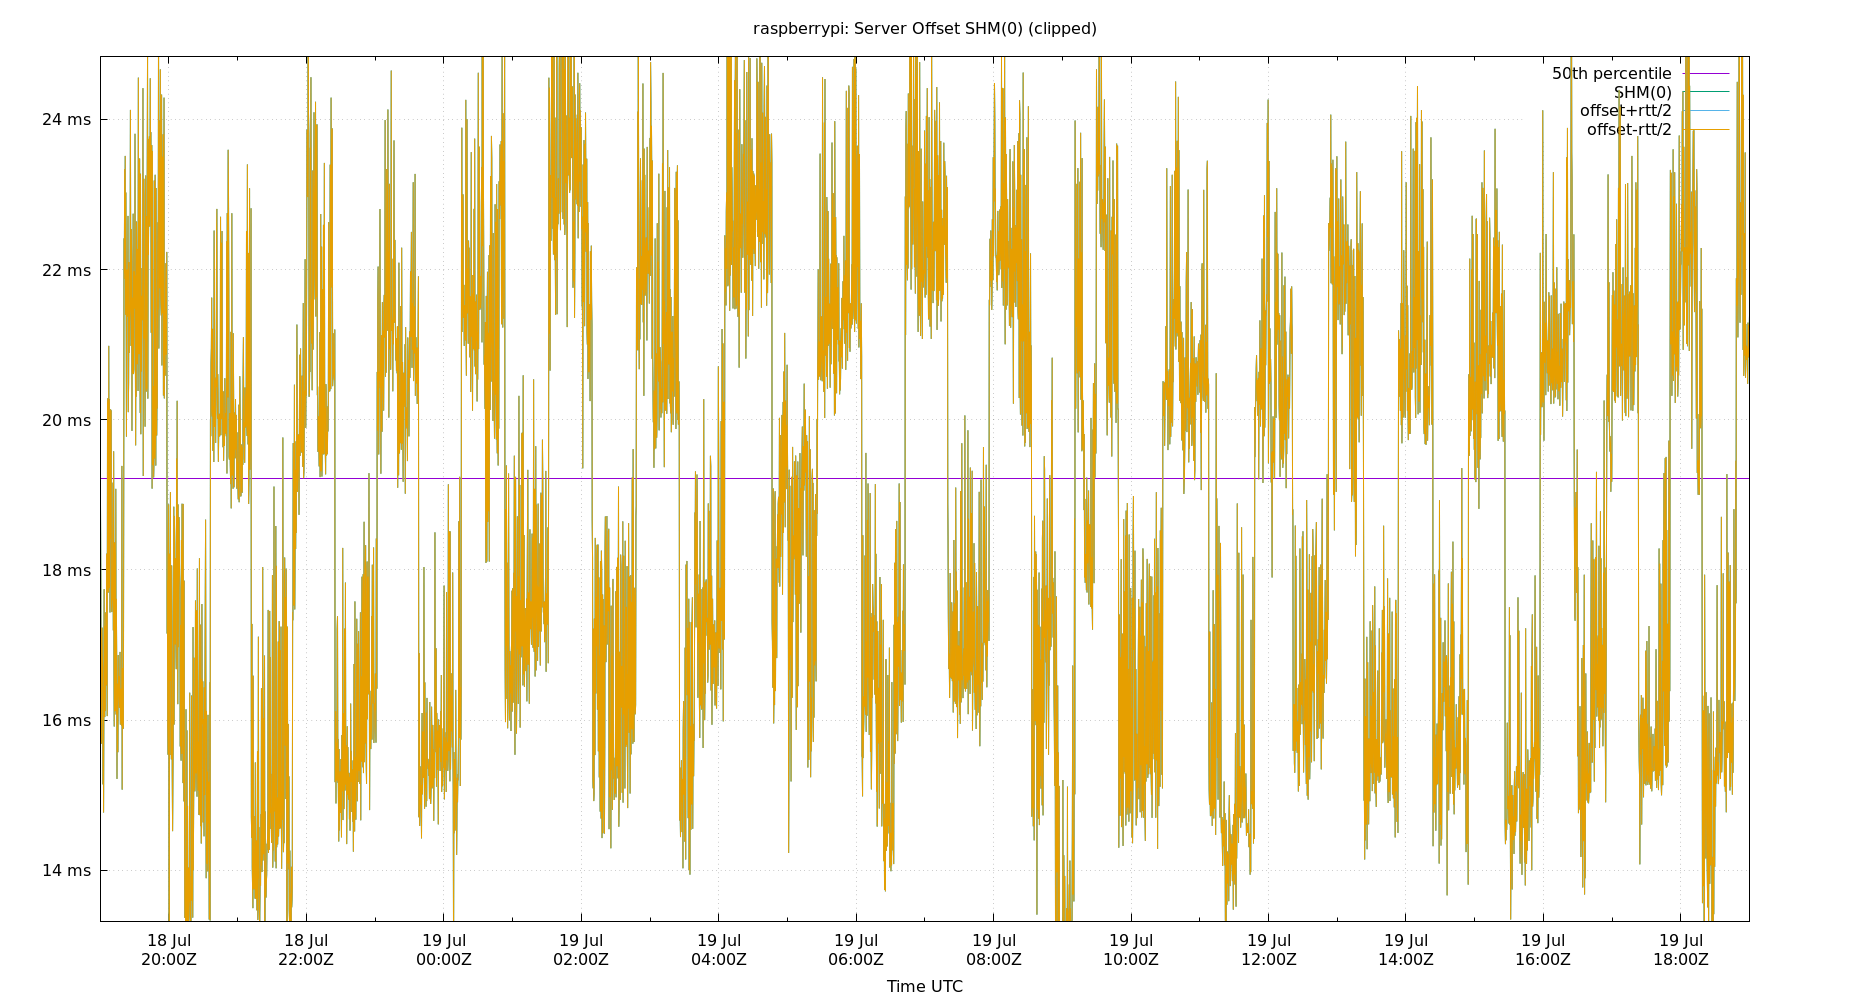 raspberrypi: Server Offset SHM(0) (clipped)
50th percentile
SHM(0)
offset+rtt/2
offset-rtt/2
24 ms
22 ms
20 ms
18 ms
16 ms
14 ms
18 Jul 18 Jul 19 Jul 19 Jul 19 Jul 19 Jul 19 Jul 19 Jul 19 Jul 19 Jul 19 Jul 19 Jul
20:00Z 22:00Z 00:00Z 02:00Z 04:00Z 06:00Z 08:00Z 10:00Z 12:00Z 14:00Z 16:00Z 18:00Z
Time UTC